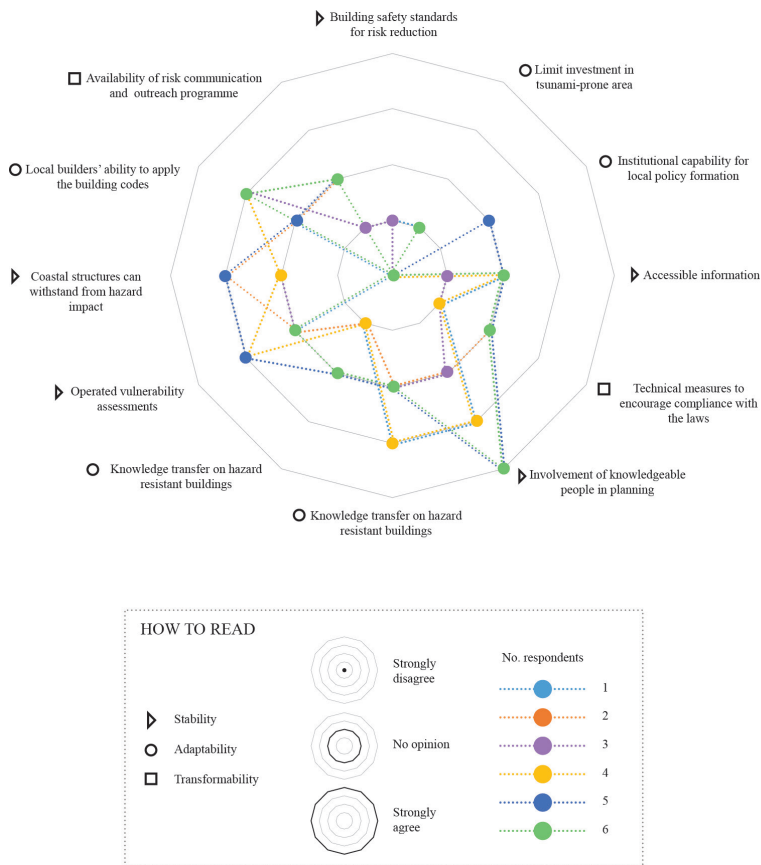 Building safety standards
for risk reduction
Limit investment in
tsunami-prone area
Availability of risk communication
and outreach programme
Institutional capability for
local policy formation
Local builders' ability to apply
the building codes
Accessible information
Coastal structures can
withstand from hazard
impact
Technical measures to
encourage compliance with
the laws
Operated vulnerability
assessments
Involvement of knowledgeable
people in planning
Knowledge transfer on hazard
resistant buildings
Knowledge transfer on hazard
resistant buildings
HOW TO READ
Stability
Adaptability
Transformability
Strongly
disagree
No opinion
Strongly
agree
No. respondents
1
2
3
4
5
6